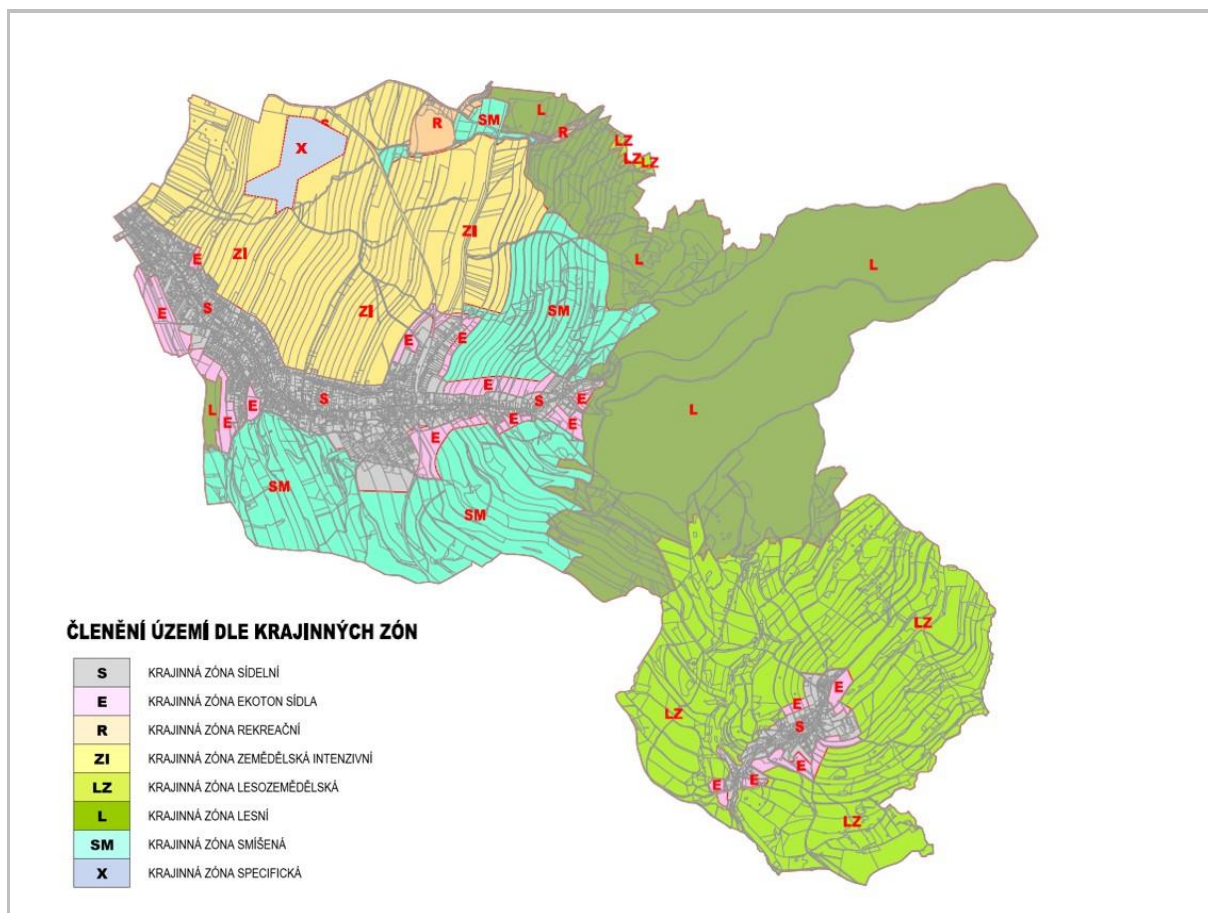 S
R
SM
L
R
X
LZ
LZ
LZ
ZI
E
ZI
L
L
E
S
ZI
SM
E
E
E
S
E
S
E
L
E
E
E
E
L
E
SM
SM
LZ
LZ
E
E
S
E
E
E
LZ
ČLENĚNÍ ÚZEMÍ DLE KRAJINNÝCH ZÓN
S KRAJINNÁ ZÓNA SÍDELNÍ
E KRAJINNÁ ZÓNA EKOTON SÍDLA
R KRAJINNÁ ZÓNA REKREAČNÍ
ZI KRAJINNÁ ZÓNA ZEMĚDĚLSKÁ INTENZIVNÍ
LZ KRAJINNÁ ZÓNA LESOZEMĚDĚLSKÁ
L KRAJINNÁ ZÓNA LESNÍ
SM KRAJINNÁ ZÓNA SMÍŠENÁ
X KRAJINNÁ ZÓNA SPECIFICKÁ